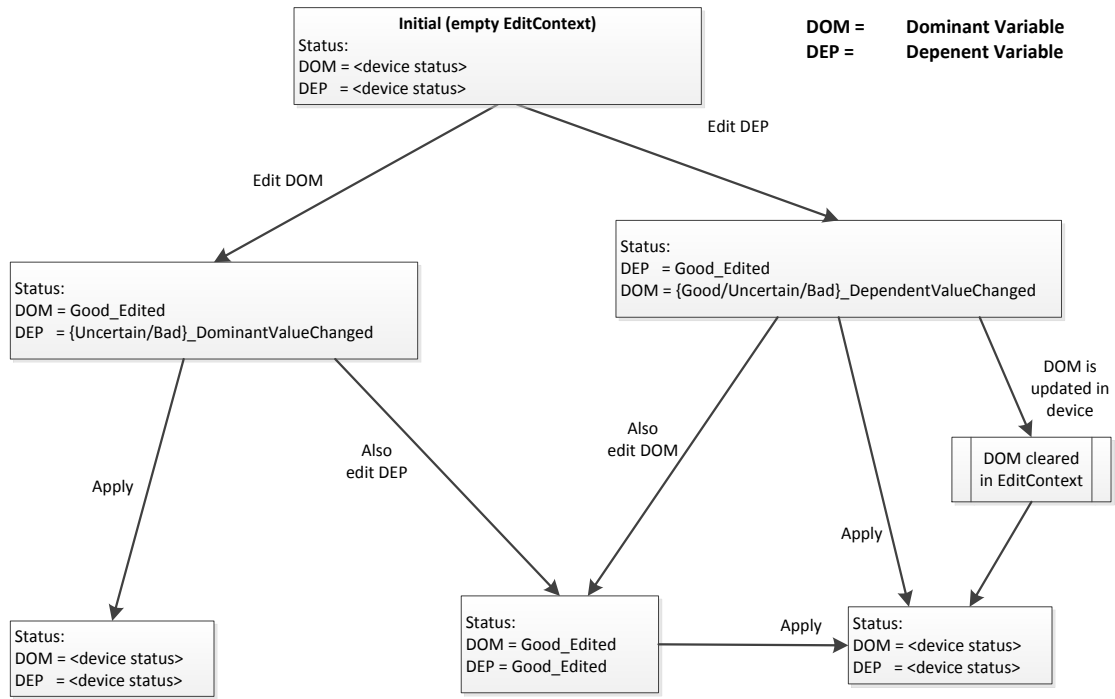 Initial (empty EditContext)
Status:
DOM = <device status>
DEP = <device status>
DOM = Dominant Variable
DEP = Depenent Variable
Edit DOM
Edit DEP
Status:
DOM = Good_Edited
DEP = {Uncertain/Bad}_DominantValueChanged
Status:
DEP = Good_Edited
DOM = {Good/Uncertain/Bad}_DependentValueChanged
Apply
Also
edit DEP
Also
edit DOM
Apply
DOM is
updated in
device
DOM cleared
in EditContext
Status:
DOM = <device status>
DEP = <device status>
Status:
DOM = Good_Edited
DEP = Good_Edited
Apply
Status:
DOM = <device status>
DEP = <device status>